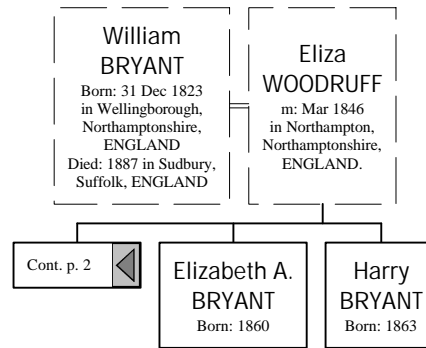 William
BRYANT
Born: 31 Dec 1823
in Wellingborough,
Northamptonshire,
ENGLAND
Died: 1887 in Sudbury,
Suffolk, ENGLAND
Eliza
WOODRUFF
m: Mar 1846
in Northampton,
Northamptonshire,
ENGLAND.
Cont. p. 2
Elizabeth A.
BRYANT
Born: 1860
Harry
BRYANT
Born: 1863